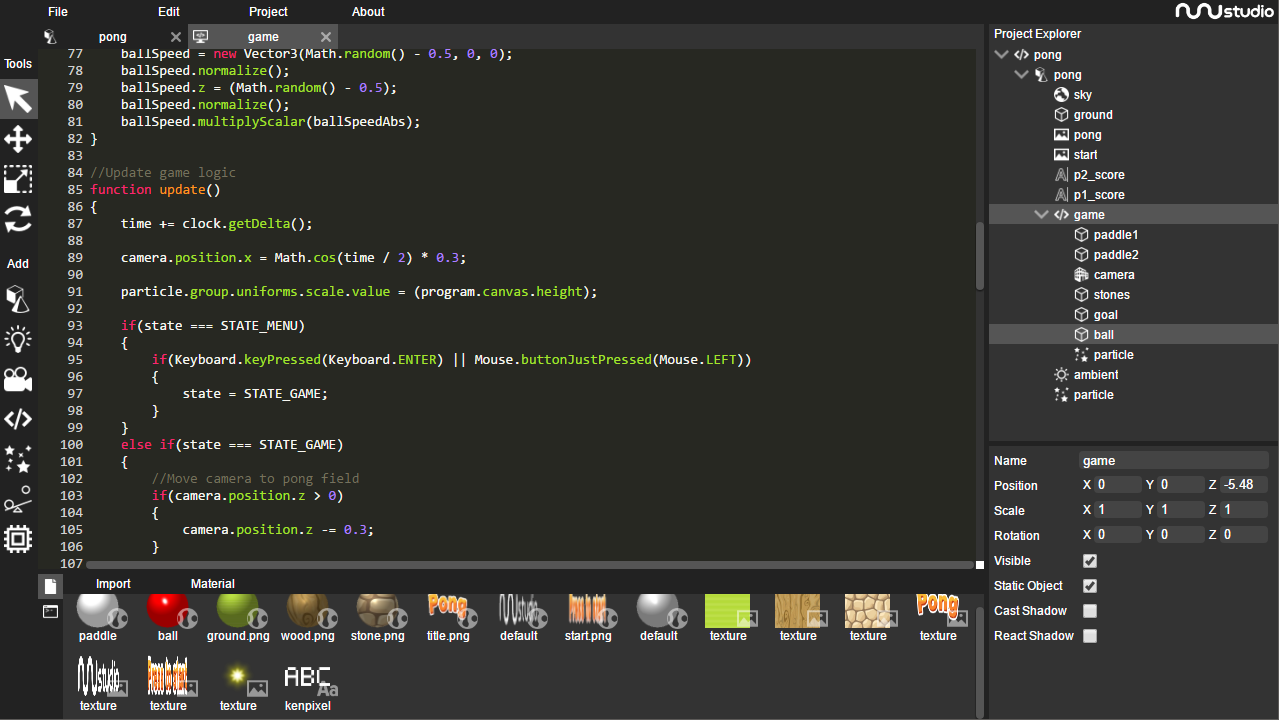 File Edit Project About
nunustudio
pong game
Tools
Add
77 ballSpeed = new Vector3(Math.random() - 0.5, 0, 0);
78 ballSpeed.normalize();
79 ballSpeed.z = (Math.random() - 0.5);
80 ballSpeed.normalize();
81 ballSpeed.multiplyScalar(ballSpeedAbs);
82 }
83
84 //Update game logic
85 function update()
86 {
87 time += clock.getDelta();
88
89 camera.position.x = Math.cos(time / 2) * 0.3;
90
91 particle.group.uniforms.scale.value = (program.canvas.height);
92
93 if(state === STATE_MENU)
94 {
95 if(Keyboard.keyPressed(Keyboard.ENTER) || Mouse.buttonJustPressed(Mouse.LEFT))
96 {
97 state = STATE_GAME;
98 }
99 }
100 else if(state === STATE_GAME)
101 {
102 //Move camera to pong field
103 if(camera.position.z > 0)
104 {
105 camera.position.z -= 0.3;
106 }
107
Import Material
Pong nunustudio Press to start Pong
paddle ball ground.png wood.png stone.png title.png default start.png default texture texture texture texture
nunustudio Press to start ABC Aa
texture texture texture kenpixel
Project Explorer
pong
pong
sky
ground
pong
start
p2_score
p1_score
game
paddle1
paddle2
camera
stones
goal
ball
particle
ambient
particle
Name game
Position X 0 Y 0 Z -5.48
Scale X 1 Y 1 Z 1
Rotation X 0 Y 0 Z 0
Visible
Static Object
Cast Shadow
React Shadow